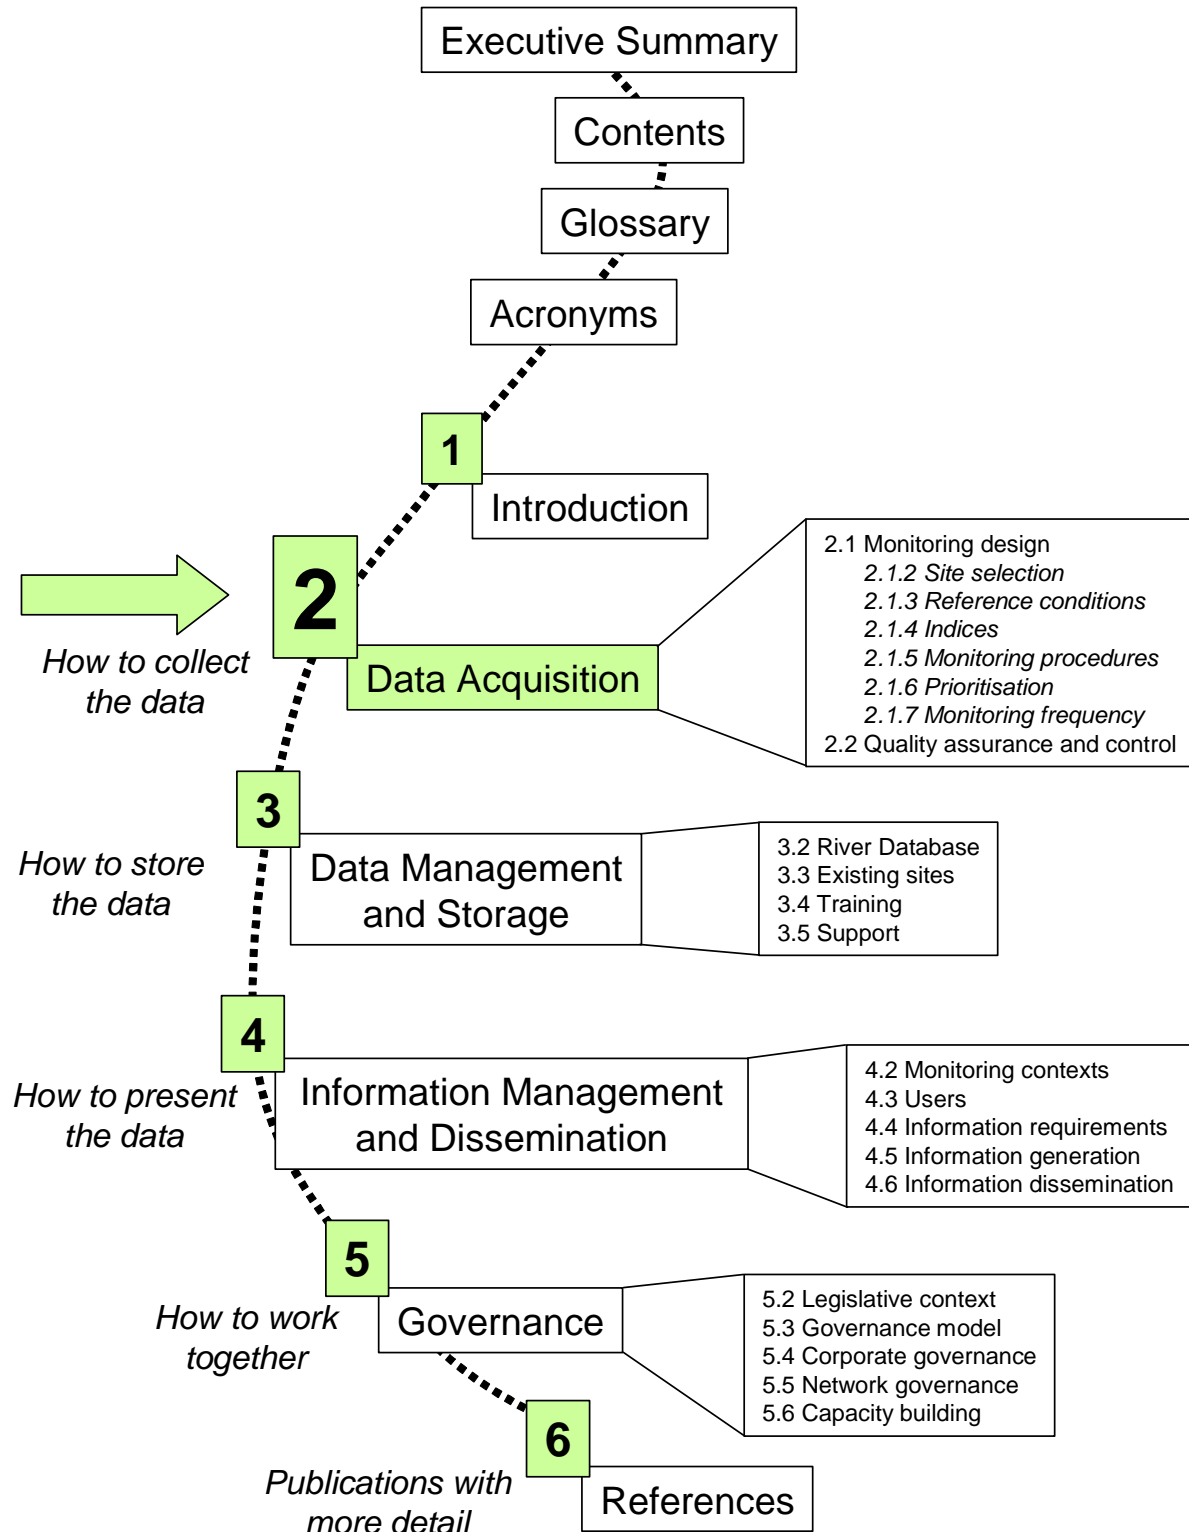 Executive Summary
Contents
Glossary
Acronyms
1
Introduction
2
How to collect
the data
Data Acquisition
2.1 Monitoring design
2.1.2 Site selection
2.1.3 Reference conditions
2.1.4 Indices
2.1.5 Monitoring procedures
2.1.6 Prioritisation
2.1.7 Monitoring frequency
2.2 Quality assurance and control
3
How to store
the data
Data Management
and Storage
3.2 River Database
3.3 Existing sites
3.4 Training
3.5 Support
4
How to present
the data
Information Management
and Dissemination
4.2 Monitoring contexts
4.3 Users
4.4 Information requirements
4.5 Information generation
4.6 Information dissemination
5
How to work
together
Governance
5.2 Legislative context
5.3 Governance model
5.4 Corporate governance
5.5 Network governance
5.6 Capacity building
6
Publications with
more detail
References